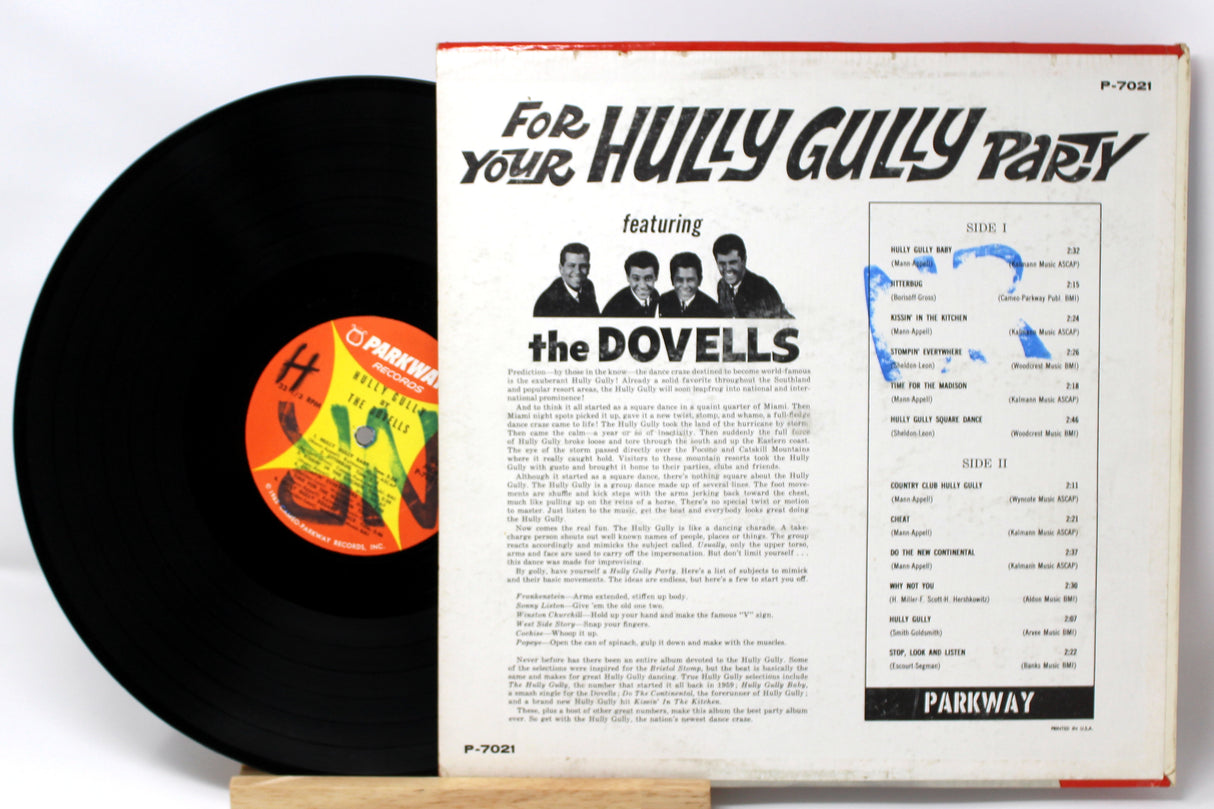 H
33 1/3 RPM
PARKWAY
RECORDS
HULLY GULLY
BY
THE DOVELLS
1. HULLY GULLY BABY
CAMEO-PARKWAY RECORDS, INC.
P-7021
FOR
YOUR
HULLY GULLY PARTY
featuring
the DOVELLS
Prediction—by those in the know—the dance craze destined to become world-famous
is the exuberant Hully Gully! Already a solid favorite throughout the Southland
and popular resort areas, the Hully Gully will soon leapfrog into national and inter-
national prominence!
And to think it all started as a square dance in a quaint quarter of Miami. Then
Miami night spots picked it up, gave it a new twist, stomp, and whamo, a full-fledge
dance craze came to life! The Hully Gully took the land of the hurricane by storm.
Then came the calm—a year or so of inactivity. Then suddenly the full force
of Hully Gully broke loose and tore through the south and up the Eastern coast.
The eye of the storm passed directly over the Pocono and Catskill Mountains
where it really caught hold. Visitors to these mountain resorts took the Hully
Gully with gusto and brought it home to their parties, clubs and friends.
Although it started as a square dance, there's nothing square about the Hully
Gully. The Hully Gully is a group dance made up of several lines. The foot move-
ments are shuffle and kick steps with the arms jerking back toward the chest,
much like pulling up on the reins of a horse. There's no special twist or motion
to master. Just listen to the music, get the beat and everybody looks great doing
the Hully Gully.
Now comes the real fun. The Hully Gully is like a dancing charade. A take-
charge person shouts out well known names of people, places or things. The group
reacts accordingly and mimicks the subject called. Usually, only the upper torso,
arms and face are used to carry off the impersonation. But don't limit yourself . . .
this dance was made for improvising.
By golly, have yourself a Hully Gully Party. Here's a list of subjects to mimick
and their basic movements. The ideas are endless, but here's a few to start you off.
Frankenstein—Arms extended, stiffen up body.
Sonny Liston—Give 'em the old one two.
Winston Churchill—Hold up your hand and make the famous "V" sign.
West Side Story—Snap your fingers.
Cochise—Whoop it up.
Popeye—Open the can of spinach, gulp it down and make with the muscles.
Never before has there been an entire album devoted to the Hully Gully. Some
of the selections were inspired for the Bristol Stomp, but the beat is basically the
same and makes for great Hully Gully dancing. True Hully Gully selections include
The Hully Gully, the number that started it all back in 1959; Hully Gully Baby,
a smash single for the Dovells; Do The Continental, the forerunner of Hully Gully;
and a brand new Hully Gully hit Kissin' In The Kitchen.
These, plus a host of other great numbers, make this album the best party album
ever. So get with the Hully Gully, the nation's newest dance craze.
P-7021
SIDE I
HULLY GULLY BABY 2:32
(Mann-Appell) (Kalmann Music ASCAP)
JITTERBUG 2:15
(Borisoff-Gross) (Cameo-Parkway Publ. BMI)
KISSIN' IN THE KITCHEN 2:24
(Mann-Appell) (Kalmann Music ASCAP)
STOMPIN' EVERYWHERE 2:26
(Sheldon-Leon) (Woodcrest Music BMI)
TIME FOR THE MADISON 2:18
(Mann-Appell) (Kalmann Music ASCAP)
HULLY GULLY SQUARE DANCE 2:46
(Sheldon-Leon) (Woodcrest Music BMI)
SIDE II
COUNTRY CLUB HULLY GULLY 2:11
(Mann-Appell) (Wyncote Music ASCAP)
CHEAT 2:21
(Mann-Appell) (Kalmann Music ASCAP)
DO THE NEW CONTINENTAL 2:37
(Mann-Appell) (Kalmann Music ASCAP)
WHY NOT YOU 2:30
(H. Miller-F. Scott-H. Hershkowitz) (Aldon Music BMI)
HULLY GULLY 2:07
(Smith-Goldsmith) (Arvee Music BMI)
STOP, LOOK AND LISTEN 2:22
(Escourt-Segman) (Banks Music BMI)
PARKWAY
PRINTED IN U.S.A.